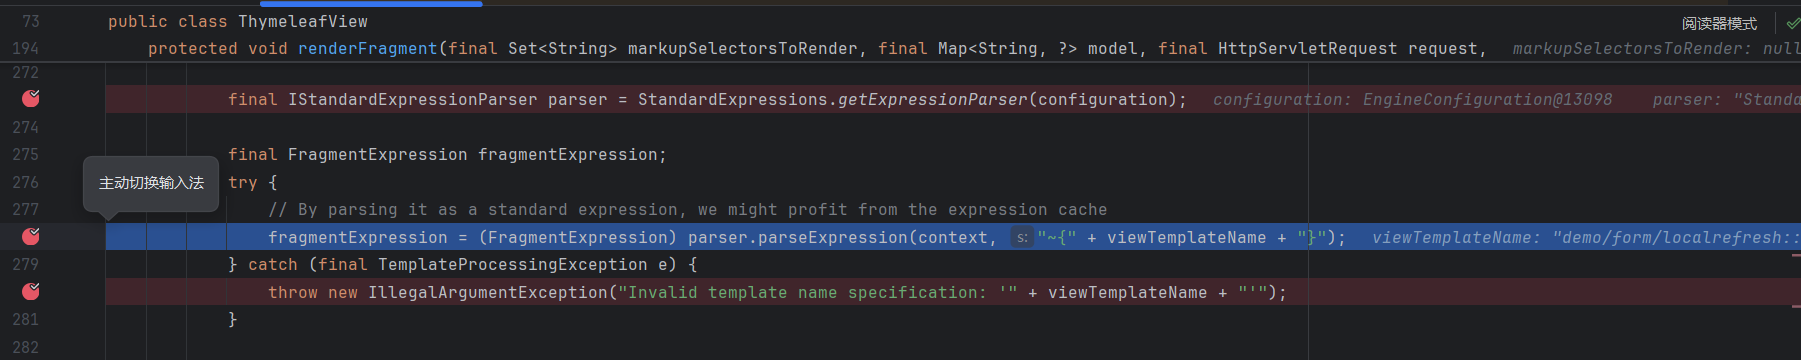 73 public class ThymeleafView
阅读器模式
194 protected void renderFragment(final Set<String> markupSelectorsToRender, final Map<String, ?> model, final HttpServletRequest request, markupSelectorsToRender: null
272
final IStandardExpressionParser parser = StandardExpressions.getExpressionParser(configuration); configuration: EngineConfiguration@13098 parser: "Standa
274
275 final FragmentExpression fragmentExpression;
276 try {
主动切换输入法
277 // By parsing it as a standard expression, we might profit from the expression cache
fragmentExpression = (FragmentExpression) parser.parseExpression(context, s: "~{" + viewTemplateName + "}"); viewTemplateName: "demo/form/localrefresh::
279 } catch (final TemplateProcessingException e) {
throw new IllegalArgumentException("Invalid template name specification: '" + viewTemplateName + "'");
281 }
282